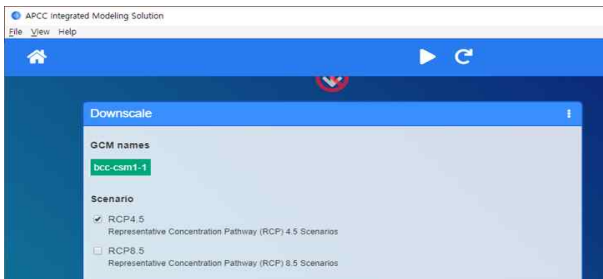 APCC Integrated Modeling Solution
File View Help
Downscale
GCM names
bcc-csm1-1
Scenario
RCP4.5
Representative Concentration Pathway (RCP) 4.5 Scenarios
RCP8.5
Representative Concentration Pathway (RCP) 8.5 Scenarios